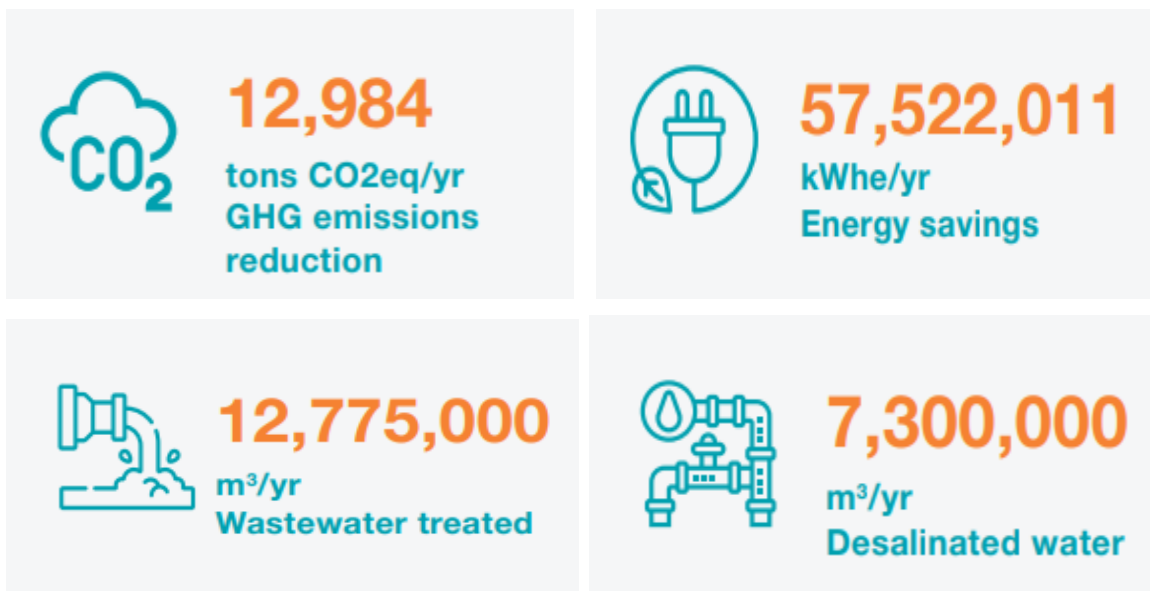 CO2
12,984
tons CO2eq/yr
GHG emissions
reduction
57,522,011
kWhe/yr
Energy savings
12,775,000
m³/yr
Wastewater treated
7,300,000
m³/yr
Desalinated water